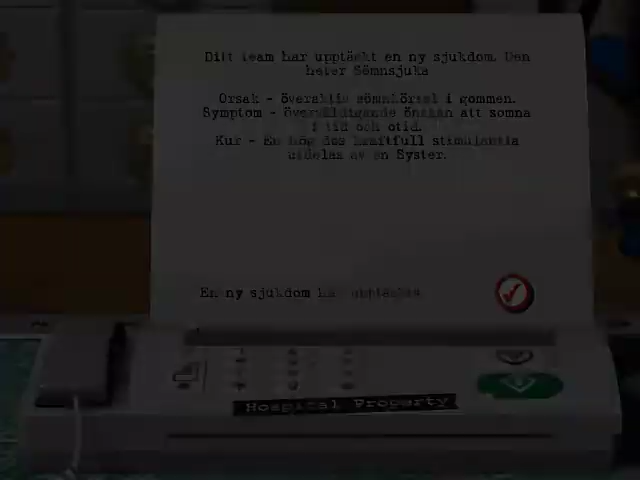 Ditt team har upptäckt en ny sjukdom. Den
heter Sömnsjuka
Orsak - överaktiv sömnkörtel i gommen.
Symptom - överväldigande önskan att somna
i tid och otid.
Kur - En hög dos kraftfull stimulantia
utdelas av en Syster.
En ny sjukdom har upptäckts
Hospital Property